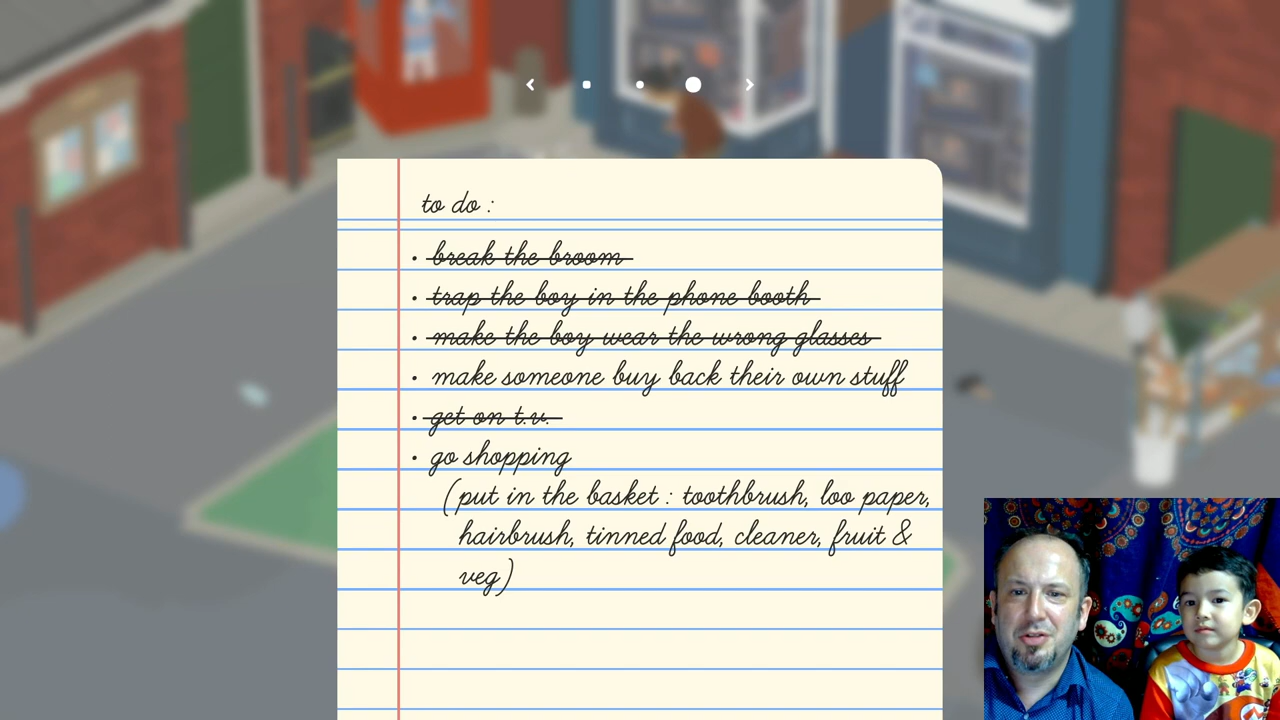 to do :
• break the broom
• trap the boy in the phone booth
• make the boy wear the wrong glasses
• make someone buy back their own stuff
• get on t.v.
• go shopping
(put in the basket : toothbrush, loo paper,
hairbrush, tinned food, cleaner, fruit &
veg)